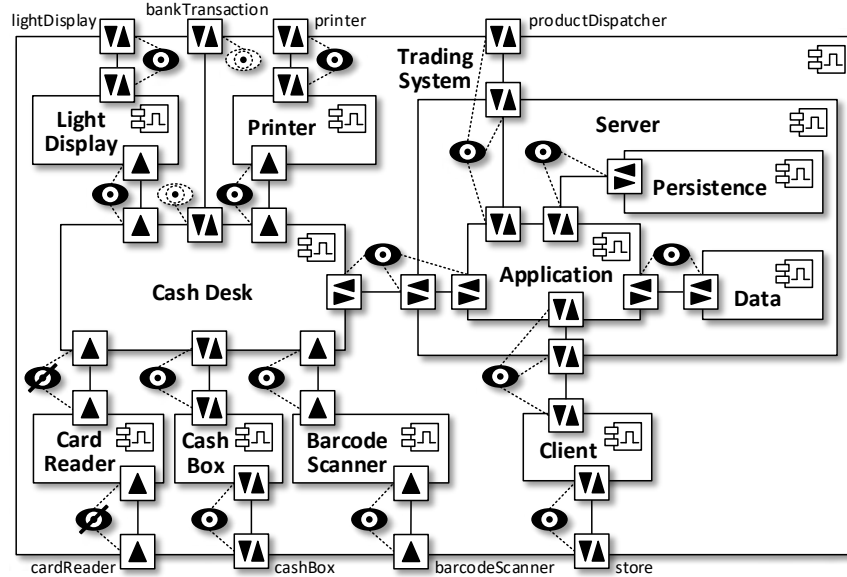 bankTransaction
lightDisplay
printer
productDispatcher
Trading
System
Light
Display
Printer
Server
Persistence
Cash Desk
Application
Data
Card
Reader
Cash
Box
Barcode
Scanner
Client
cardReader
cashBox
barcodeScanner
store